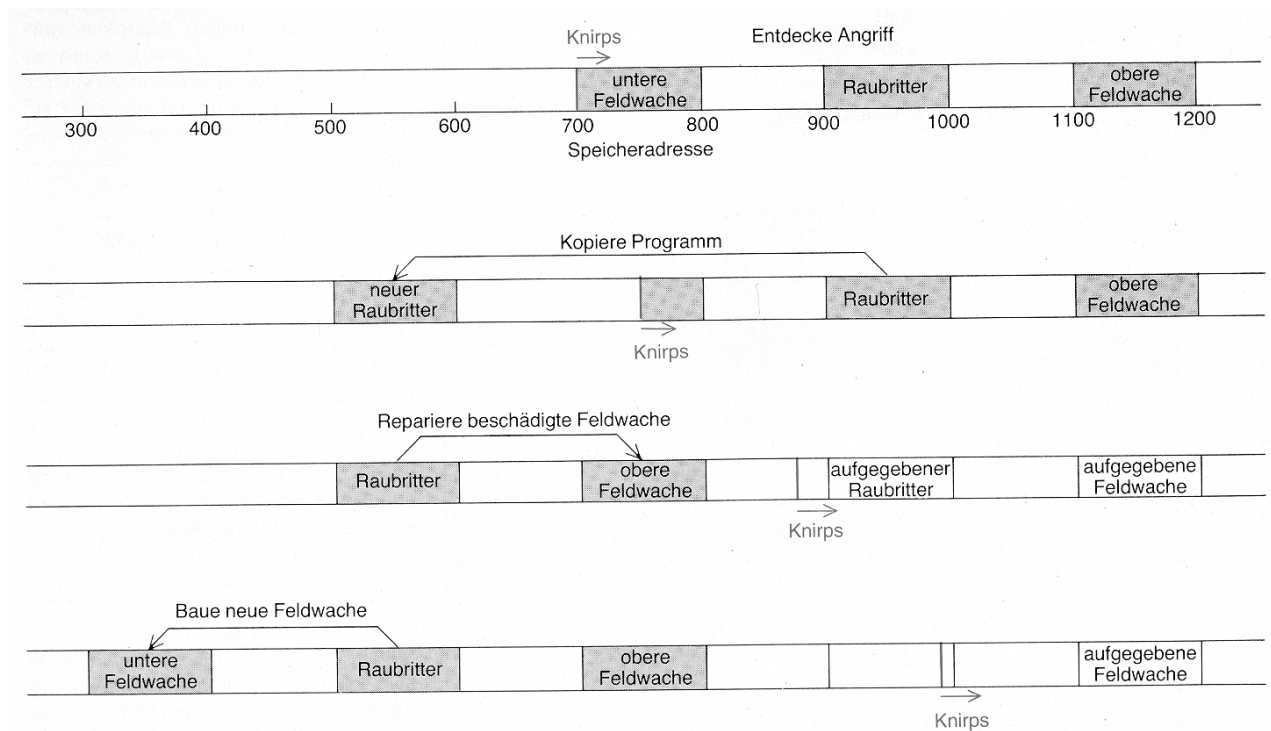 Knirps
Entdecke Angriff
untere
Feldwache
Raubritter
obere
Feldwache
300 400 500 600 700 800 900 1000 1100 1200
Speicheradresse
Kopiere Programm
neuer
Raubritter
Raubritter
obere
Feldwache
Knirps
Repariere beschädigte Feldwache
Raubritter
obere
Feldwache
aufgegebener
Raubritter
aufgegebene
Feldwache
Knirps
Baue neue Feldwache
untere
Feldwache
Raubritter
obere
Feldwache
aufgegebene
Feldwache
Knirps